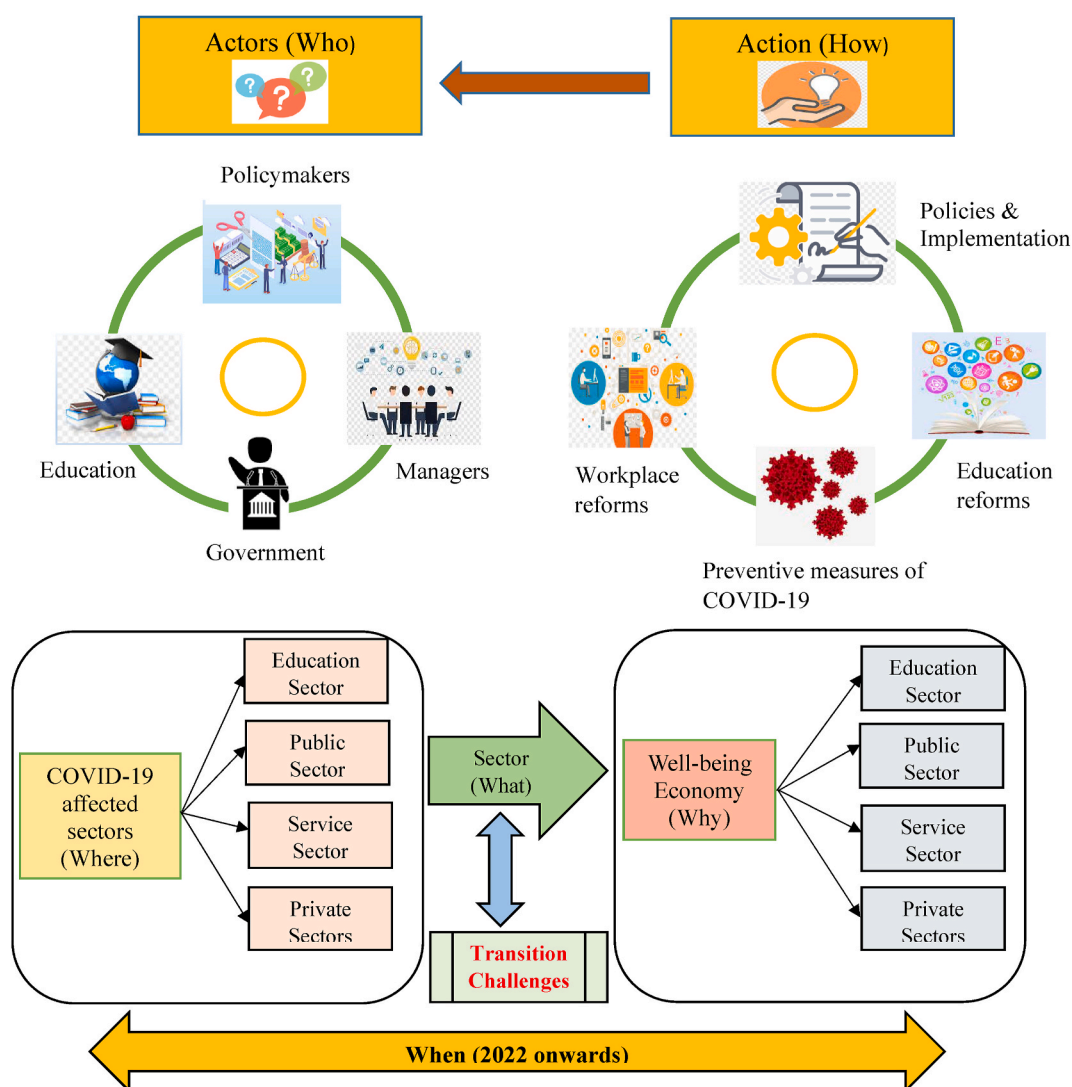 Actors (Who)
Action (How)
Policymakers
Education
Managers
Government
Policies &
Implementation
Workplace
reforms
Education
reforms
Preventive measures of
COVID-19
COVID-19
affected
sectors
(Where)
Education
Sector
Public
Sector
Service
Sector
Private
Sectors
Sector
(What)
Transition
Challenges
Well-being
Economy
(Why)
Education
Sector
Public
Sector
Service
Sector
Private
Sectors
When (2022 onwards)